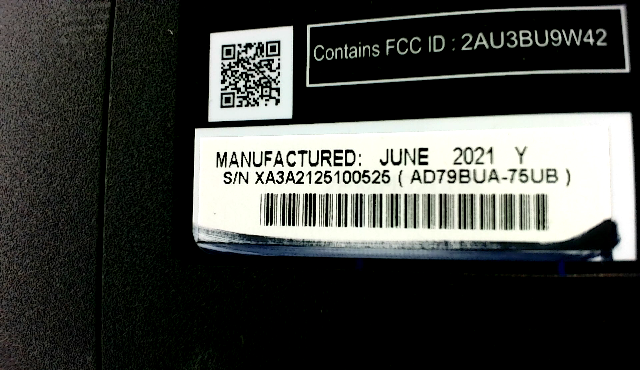 Contains FCC ID : 2AU3BU9W42
MANUFACTURED: JUNE 2021 Y
S/N XA3A2125100525 ( AD79BUA-75UB )